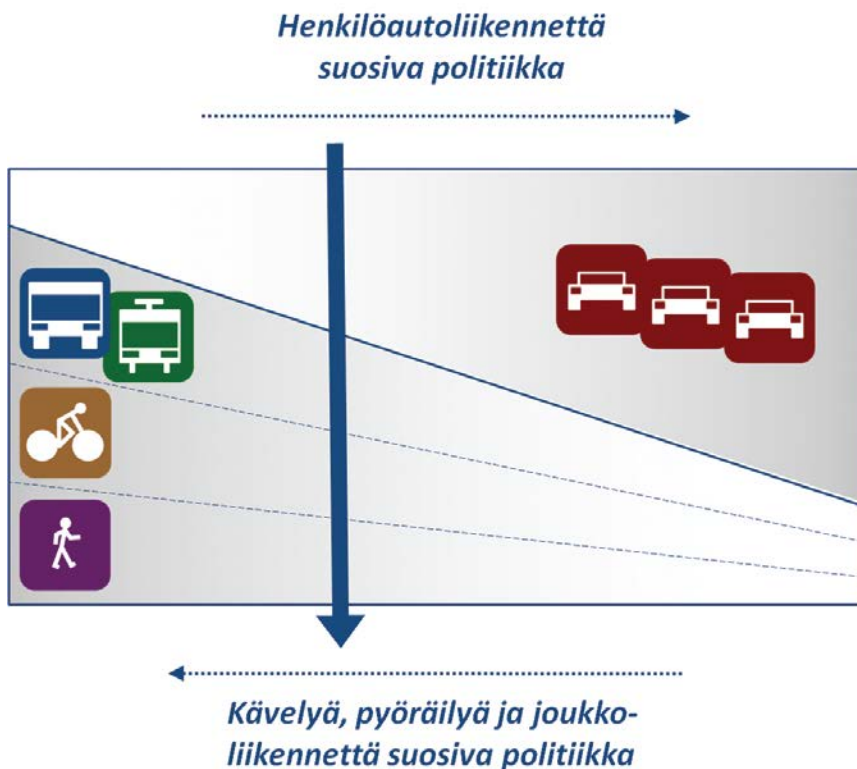 Henkilöautoliikennettä
suosiva politiikka
Kävelyä, pyöräilyä ja joukko-
liikennettä suosiva politiikka